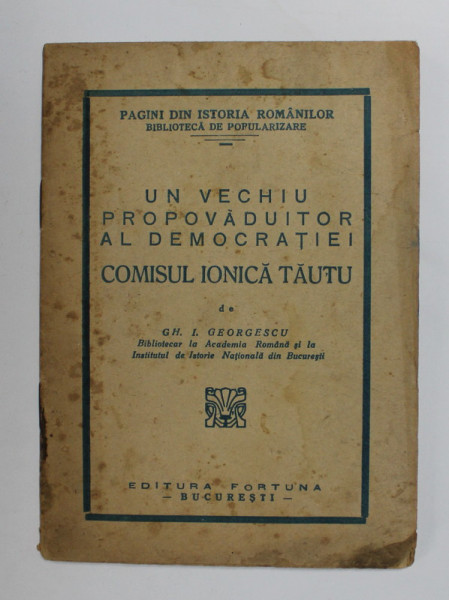 PAGINI DIN ISTORIA ROMÂNILOR
BIBLIOTECĂ DE POPULARIZARE
UN VECHIU
PROPOVĂDUITOR
AL DEMOCRAȚIEI
COMISUL IONICĂ TĂUTU
de
GH. I. GEORGESCU
Bibliotecar la Academia Română și la
Institutul de Istorie Națională din București
EDITURA FORTUNA
— BUCUREȘTI —